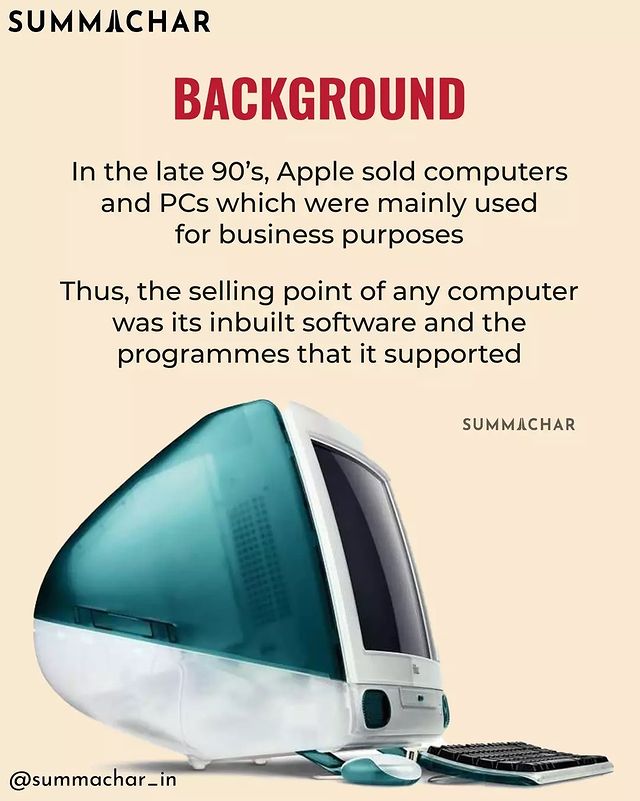 SUMMACHAR
BACKGROUND
In the late 90's, Apple sold computers
and PCs which were mainly used
for business purposes
Thus, the selling point of any computer
was its inbuilt software and the
programmes that it supported
SUMMACHAR
@summachar_in